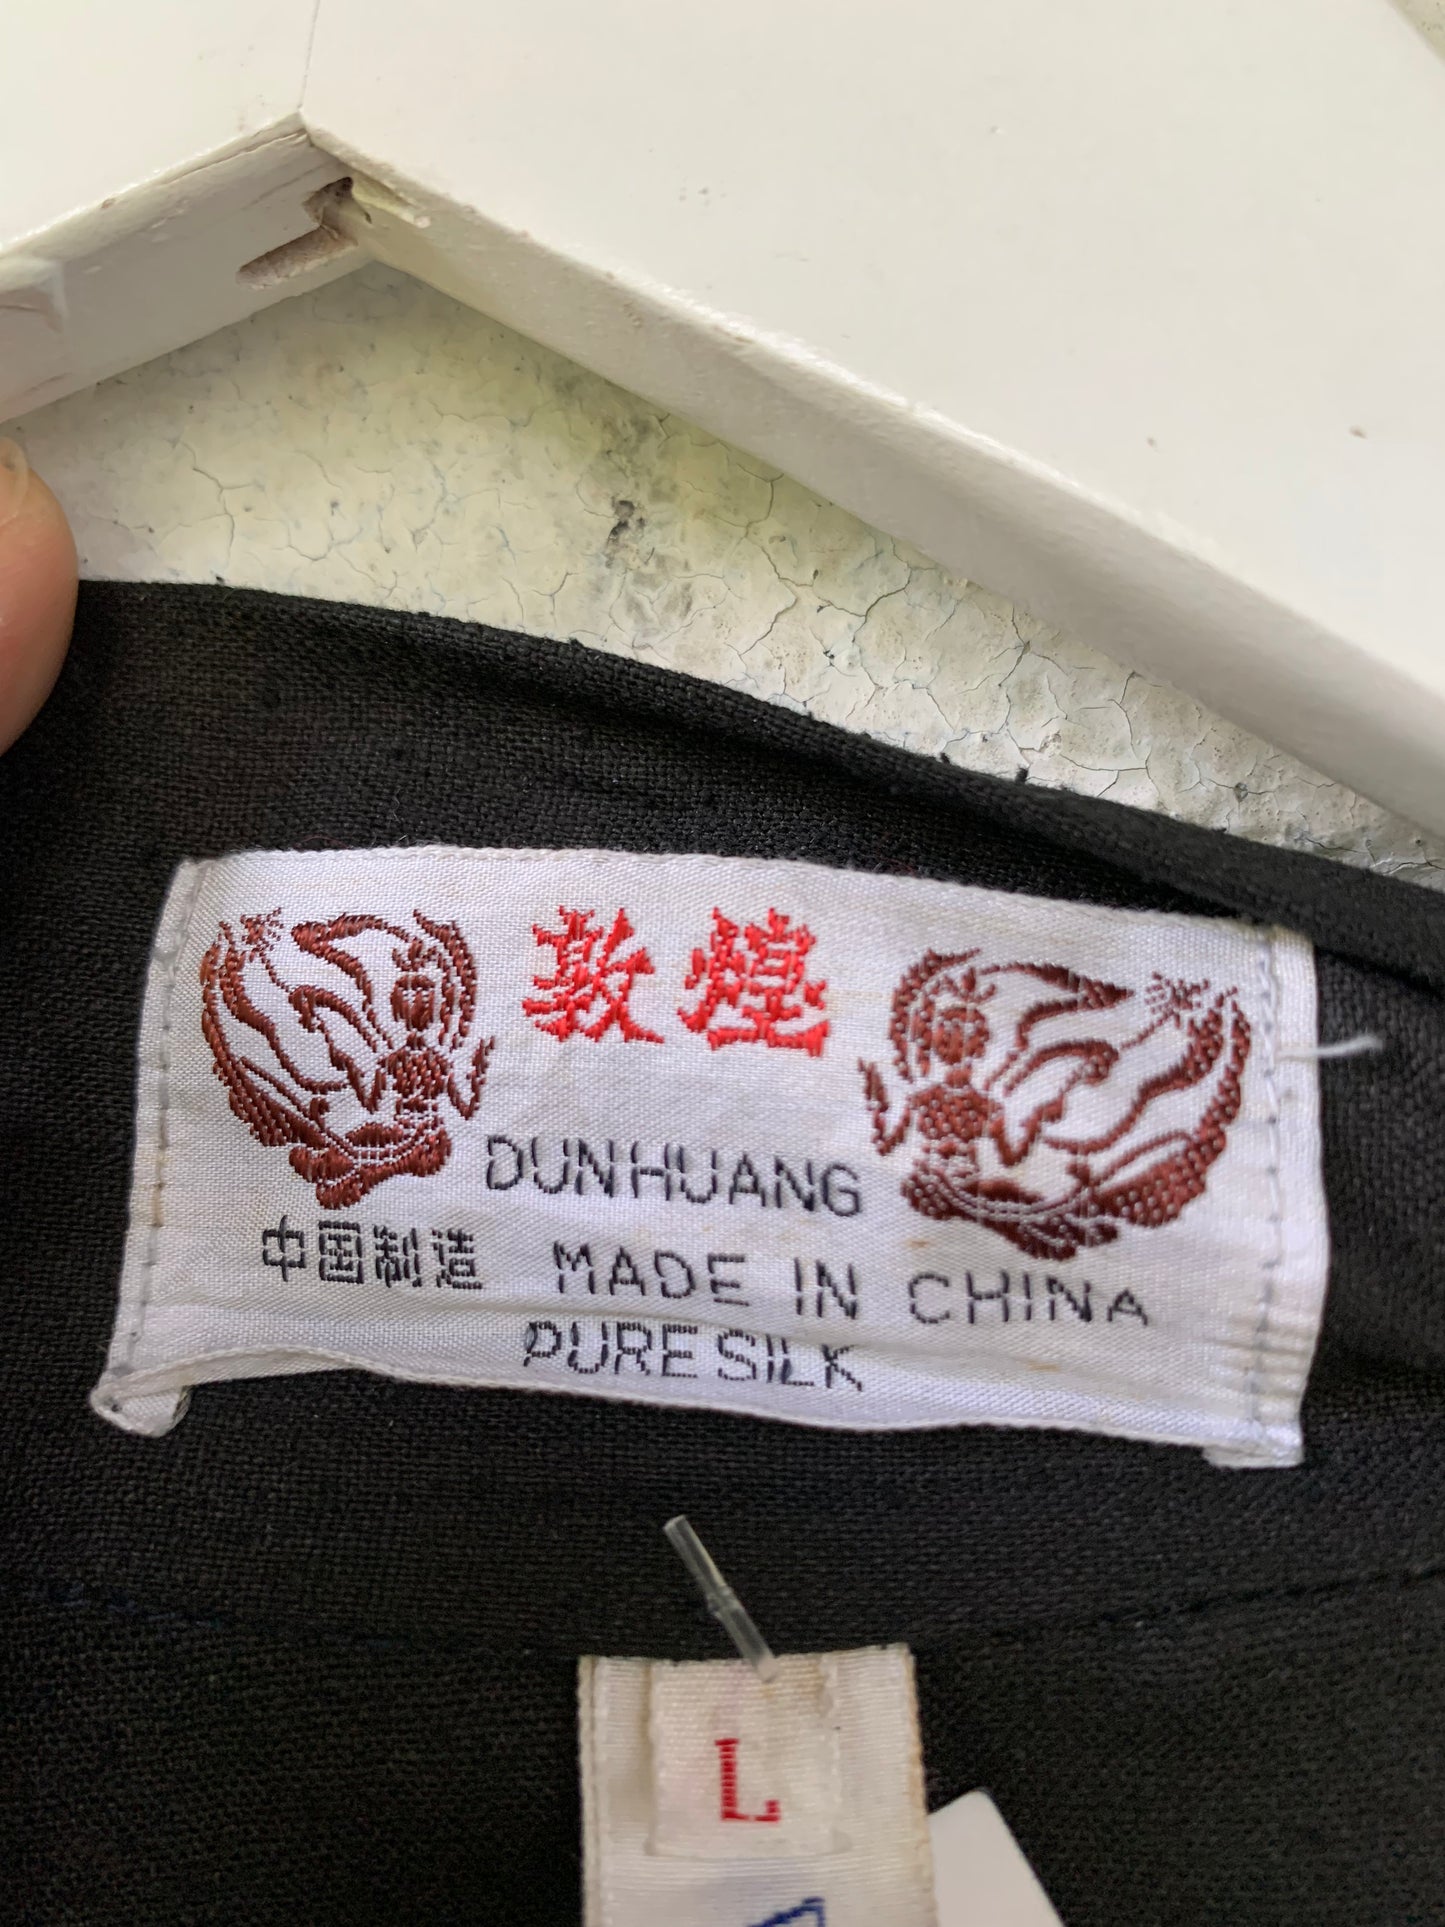 敦煌
DUNHUANG
中国制造 MADE IN CHINA
PURE SILK
L